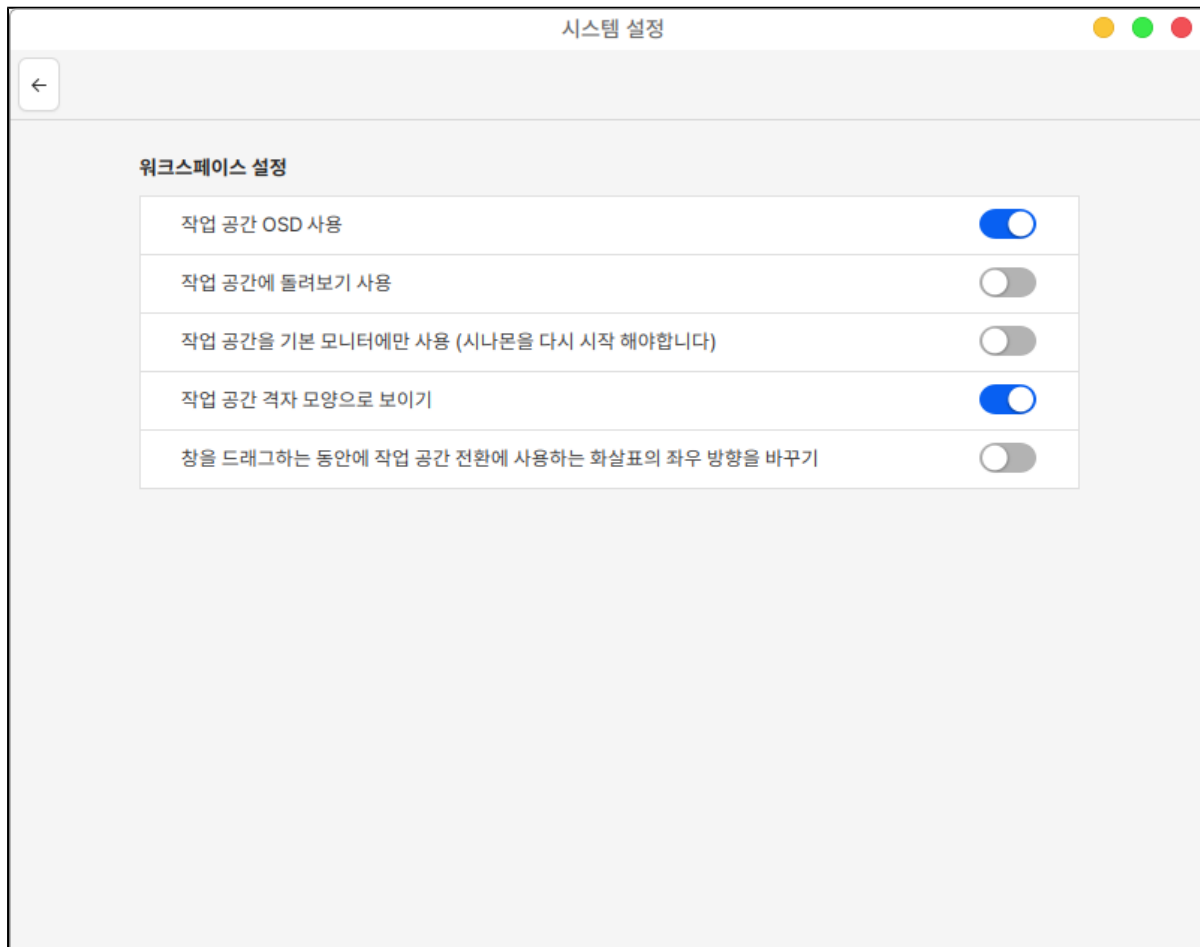 시스템 설정
워크스페이스 설정
작업 공간 OSD 사용
작업 공간에 돌려보기 사용
작업 공간을 기본 모니터에만 사용 (시나몬을 다시 시작 해야합니다)
작업 공간 격자 모양으로 보이기
창을 드래그하는 동안에 작업 공간 전환에 사용하는 화살표의 좌우 방향을 바꾸기